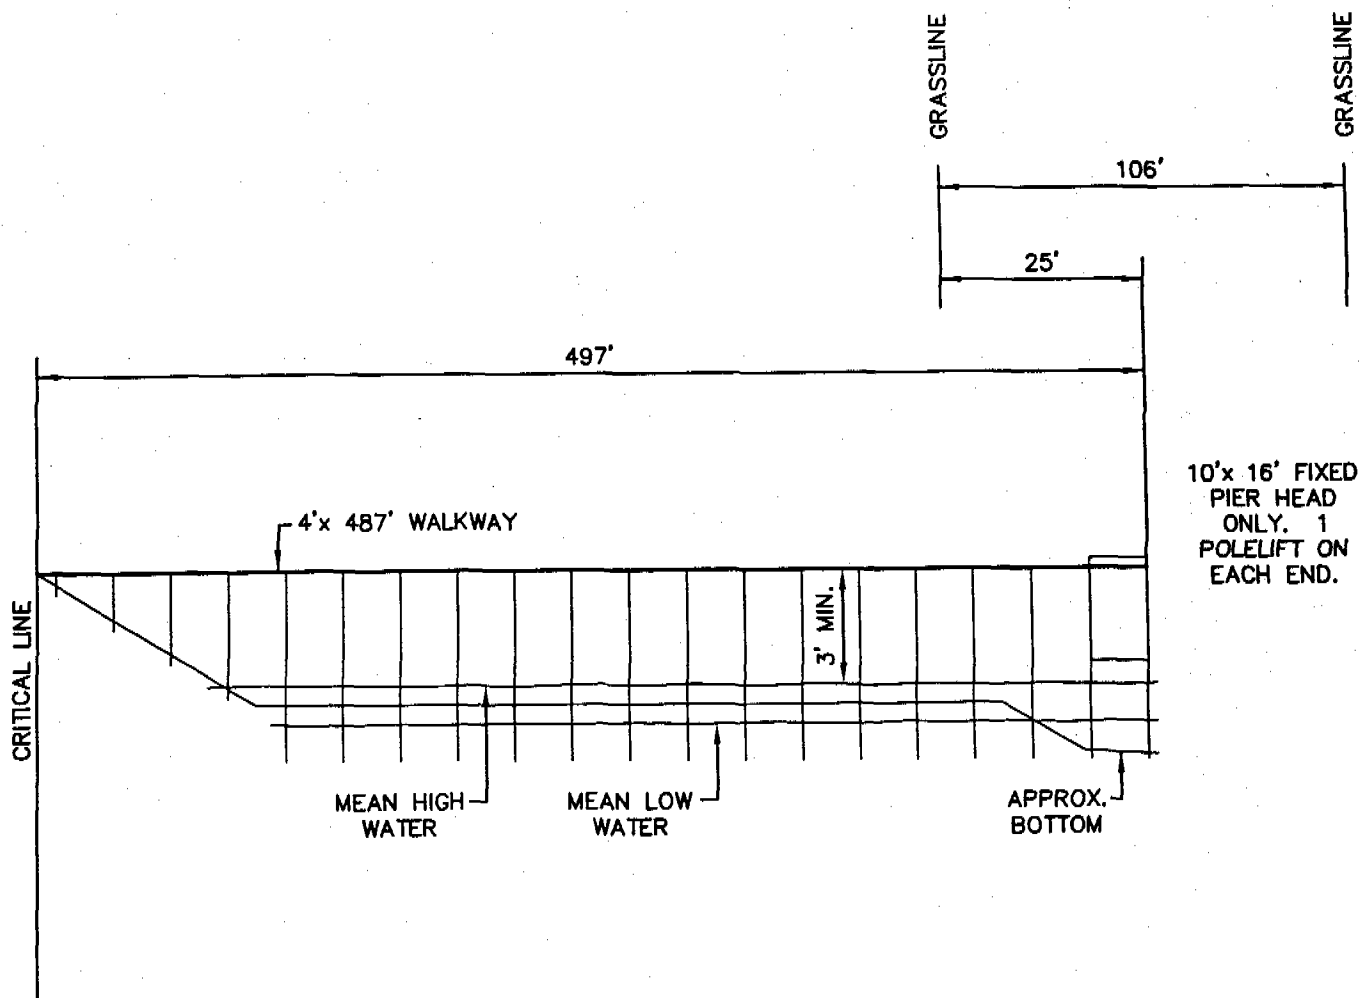 GRASSLINE
GRASSLINE
106'
25'
497'
4'x 487' WALKWAY
10'x 16' FIXED
PIER HEAD
ONLY. 1
POLELIFT ON
EACH END.
3' MIN.
CRITICAL LINE
MEAN HIGH
WATER
MEAN LOW
WATER
APPROX.
BOTTOM